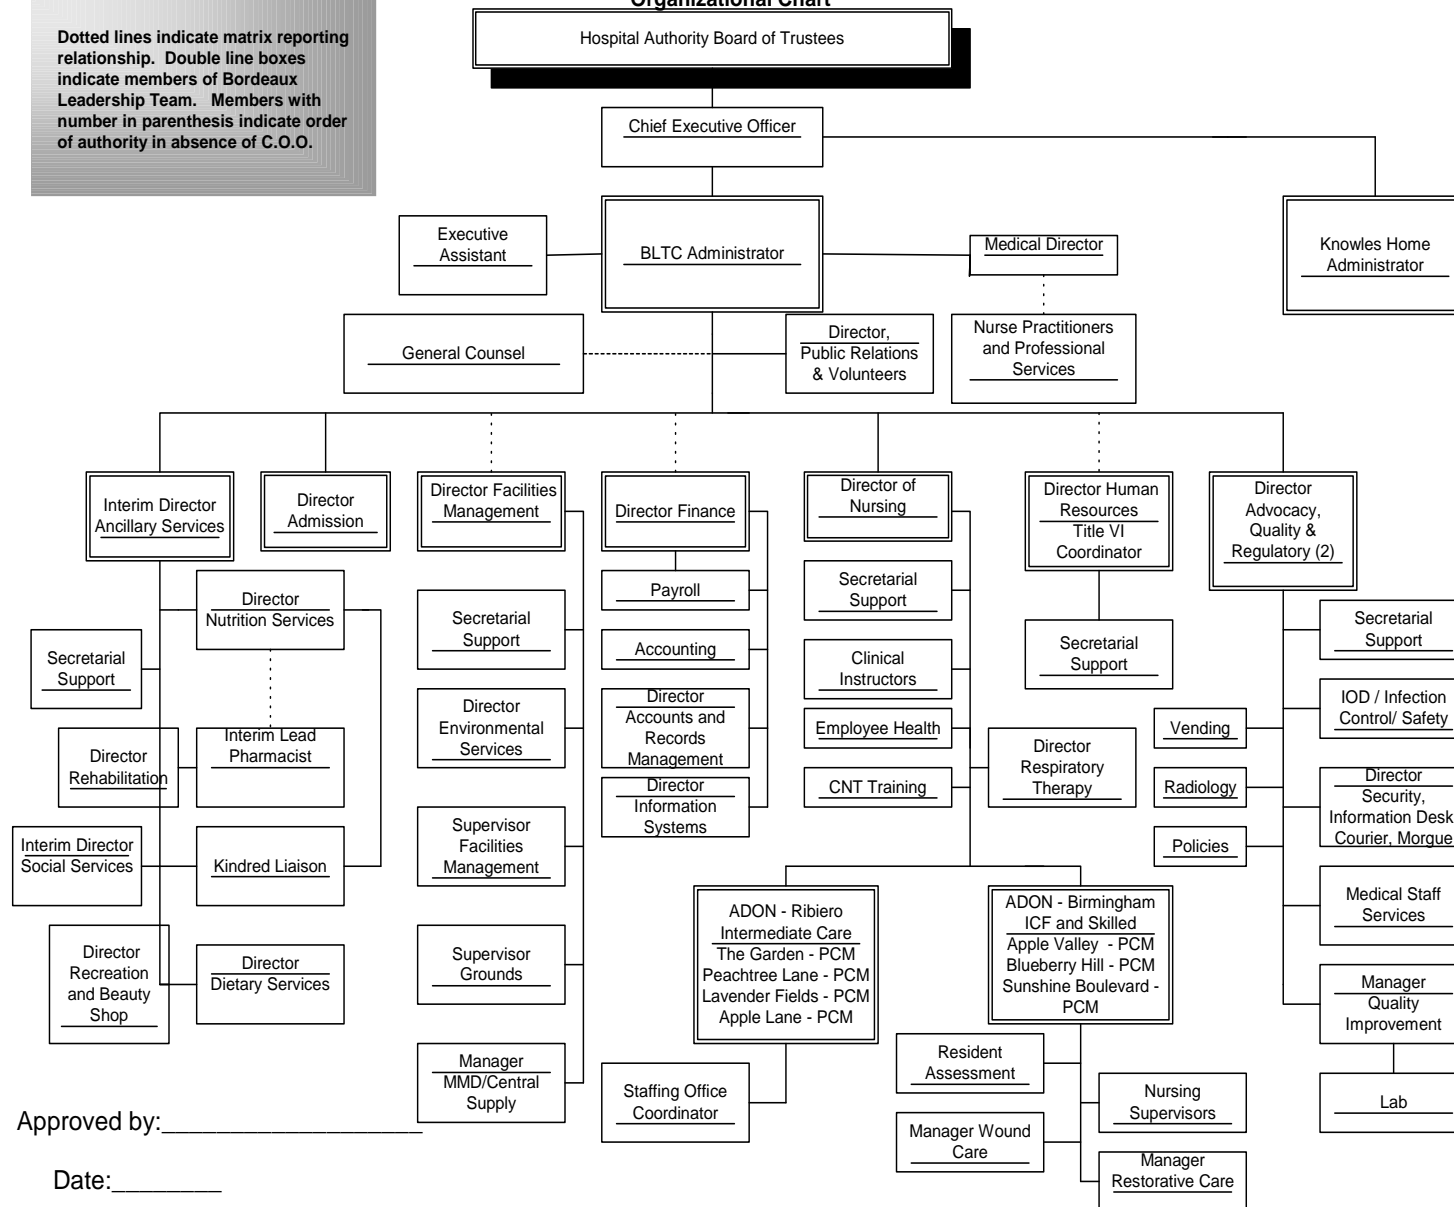 Organizational Chart
Dotted lines indicate matrix reporting
relationship.  Double line boxes
indicate members of Bordeaux
Leadership Team.   Members with
number in parenthesis indicate order
of authority in absence of C.O.O.
Hospital Authority Board of Trustees
Chief Executive Officer
Executive
Assistant
BLTC Administrator
Medical Director
Knowles Home
Administrator
General Counsel
Director,
Public Relations
& Volunteers
Nurse Practitioners
and Professional
Services
Interim Director
Ancillary Services
Director
Admission
Director Facilities
Management
Director Finance
Director of
Nursing
Director Human
Resources
Title VI
Coordinator
Director
Advocacy,
Quality &
Regulatory (2)
Director
Nutrition Services
Secretarial
Support
Director
Rehabilitation
Interim Lead
Pharmacist
Interim Director
Social Services
Kindred Liaison
Director
Recreation
and Beauty
Shop
Director
Dietary Services
Secretarial
Support
Director
Environmental
Services
Supervisor
Facilities
Management
Supervisor
Grounds
Manager
MMD/Central
Supply
Payroll
Accounting
Director
Accounts and
Records
Management
Director
Information
Systems
Secretarial
Support
Clinical
Instructors
Employee Health
CNT Training
Director
Respiratory
Therapy
Secretarial
Support
Secretarial
Support
IOD / Infection
Control/ Safety
Vending
Radiology
Director
Security,
Information Desk
Courier, Morgue
Policies
Medical Staff
Services
Manager
Quality
Improvement
Lab
ADON - Ribiero
Intermediate Care
The Garden - PCM
Peachtree Lane - PCM
Lavender Fields - PCM
Apple Lane - PCM
ADON - Birmingham
ICF and Skilled
Apple Valley  - PCM
Blueberry Hill - PCM
Sunshine Boulevard -
PCM
Staffing Office
Coordinator
Resident
Assessment
Nursing
Supervisors
Manager Wound
Care
Manager
Restorative Care
Approved by:___________________
Date:________